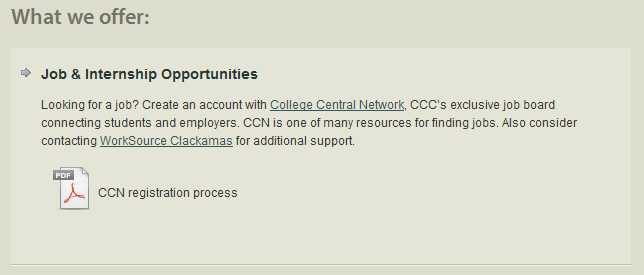 What we offer:
Job & Internship Opportunities
Looking for a job? Create an account with College Central Network, CCC's exclusive job board
connecting students and employers. CCN is one of many resources for finding jobs. Also consider
contacting WorkSource Clackamas for additional support.
PDF
CCN registration process